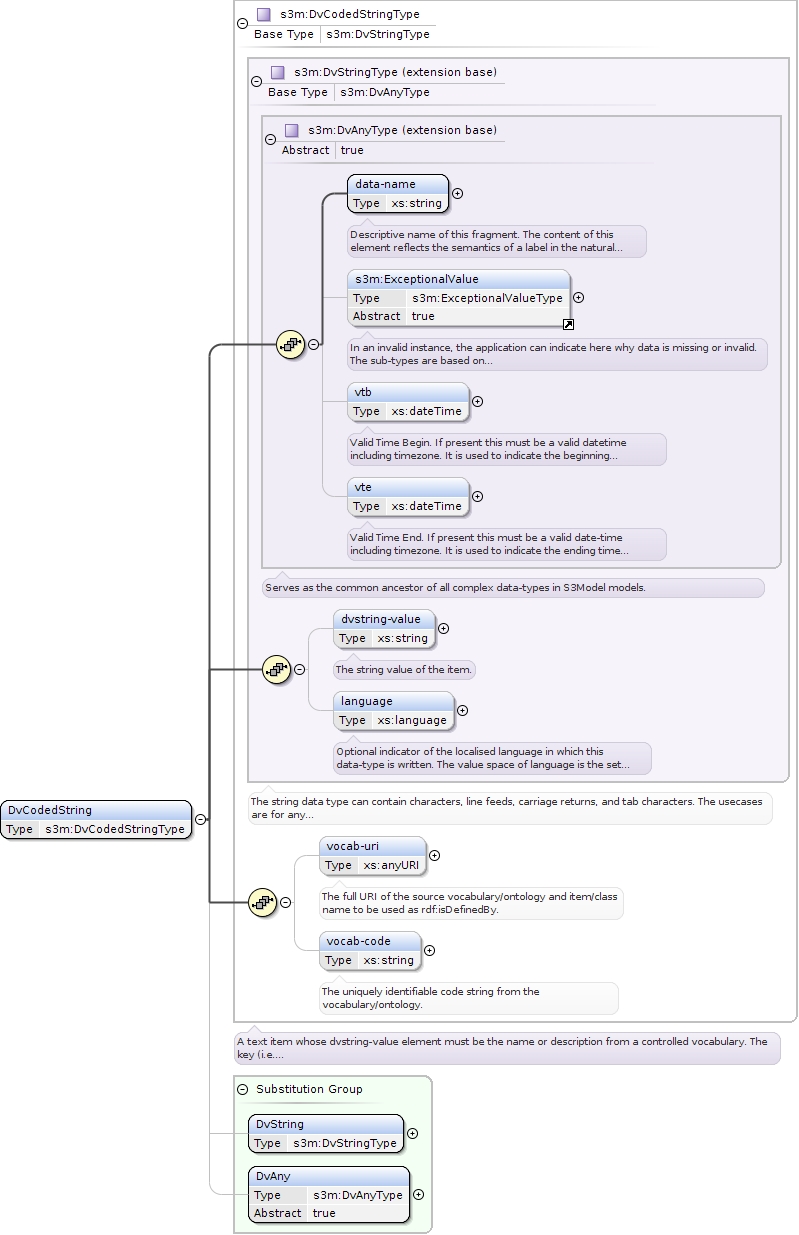 s3m:DvCodedStringType
Base Type s3m:DvStringType
s3m:DvStringType (extension base)
Base Type s3m:DvAnyType
s3m:DvAnyType (extension base)
Abstract true
data-name
Type xs:string
Descriptive name of this fragment. The content of this
element reflects the semantics of a label in the natural...
s3m:ExceptionalValue
Type s3m:ExceptionalValueType
Abstract true
In an invalid instance, the application can indicate here why data is missing or invalid.
The sub-types are based on...
vtb
Type xs:dateTime
Valid Time Begin. If present this must be a valid datetime
including timezone. It is used to indicate the beginning...
vte
Type xs:dateTime
Valid Time End. If present this must be a valid date-time
including timezone. It is used to indicate the ending time...
Serves as the common ancestor of all complex data-types in S3Model models.
dvstring-value
Type xs:string
The string value of the item.
language
Type xs:language
Optional indicator of the localised language in which this
data-type is written. The value space of language is the set...
The string data type can contain characters, line feeds, carriage returns, and tab characters. The usecases
are for any...
DvCodedString
Type s3m:DvCodedStringType
vocab-uri
Type xs:anyURI
The full URI of the source vocabulary/ontology and item/class
name to be used as rdf:isDefinedBy.
vocab-code
Type xs:string
The uniquely identifiable code string from the
vocabulary/ontology.
A text item whose dvstring-value element must be the name or description from a controlled vocabulary. The
key (i.e....
Substitution Group
DvString
Type s3m:DvStringType
DvAny
Type s3m:DvAnyType
Abstract true